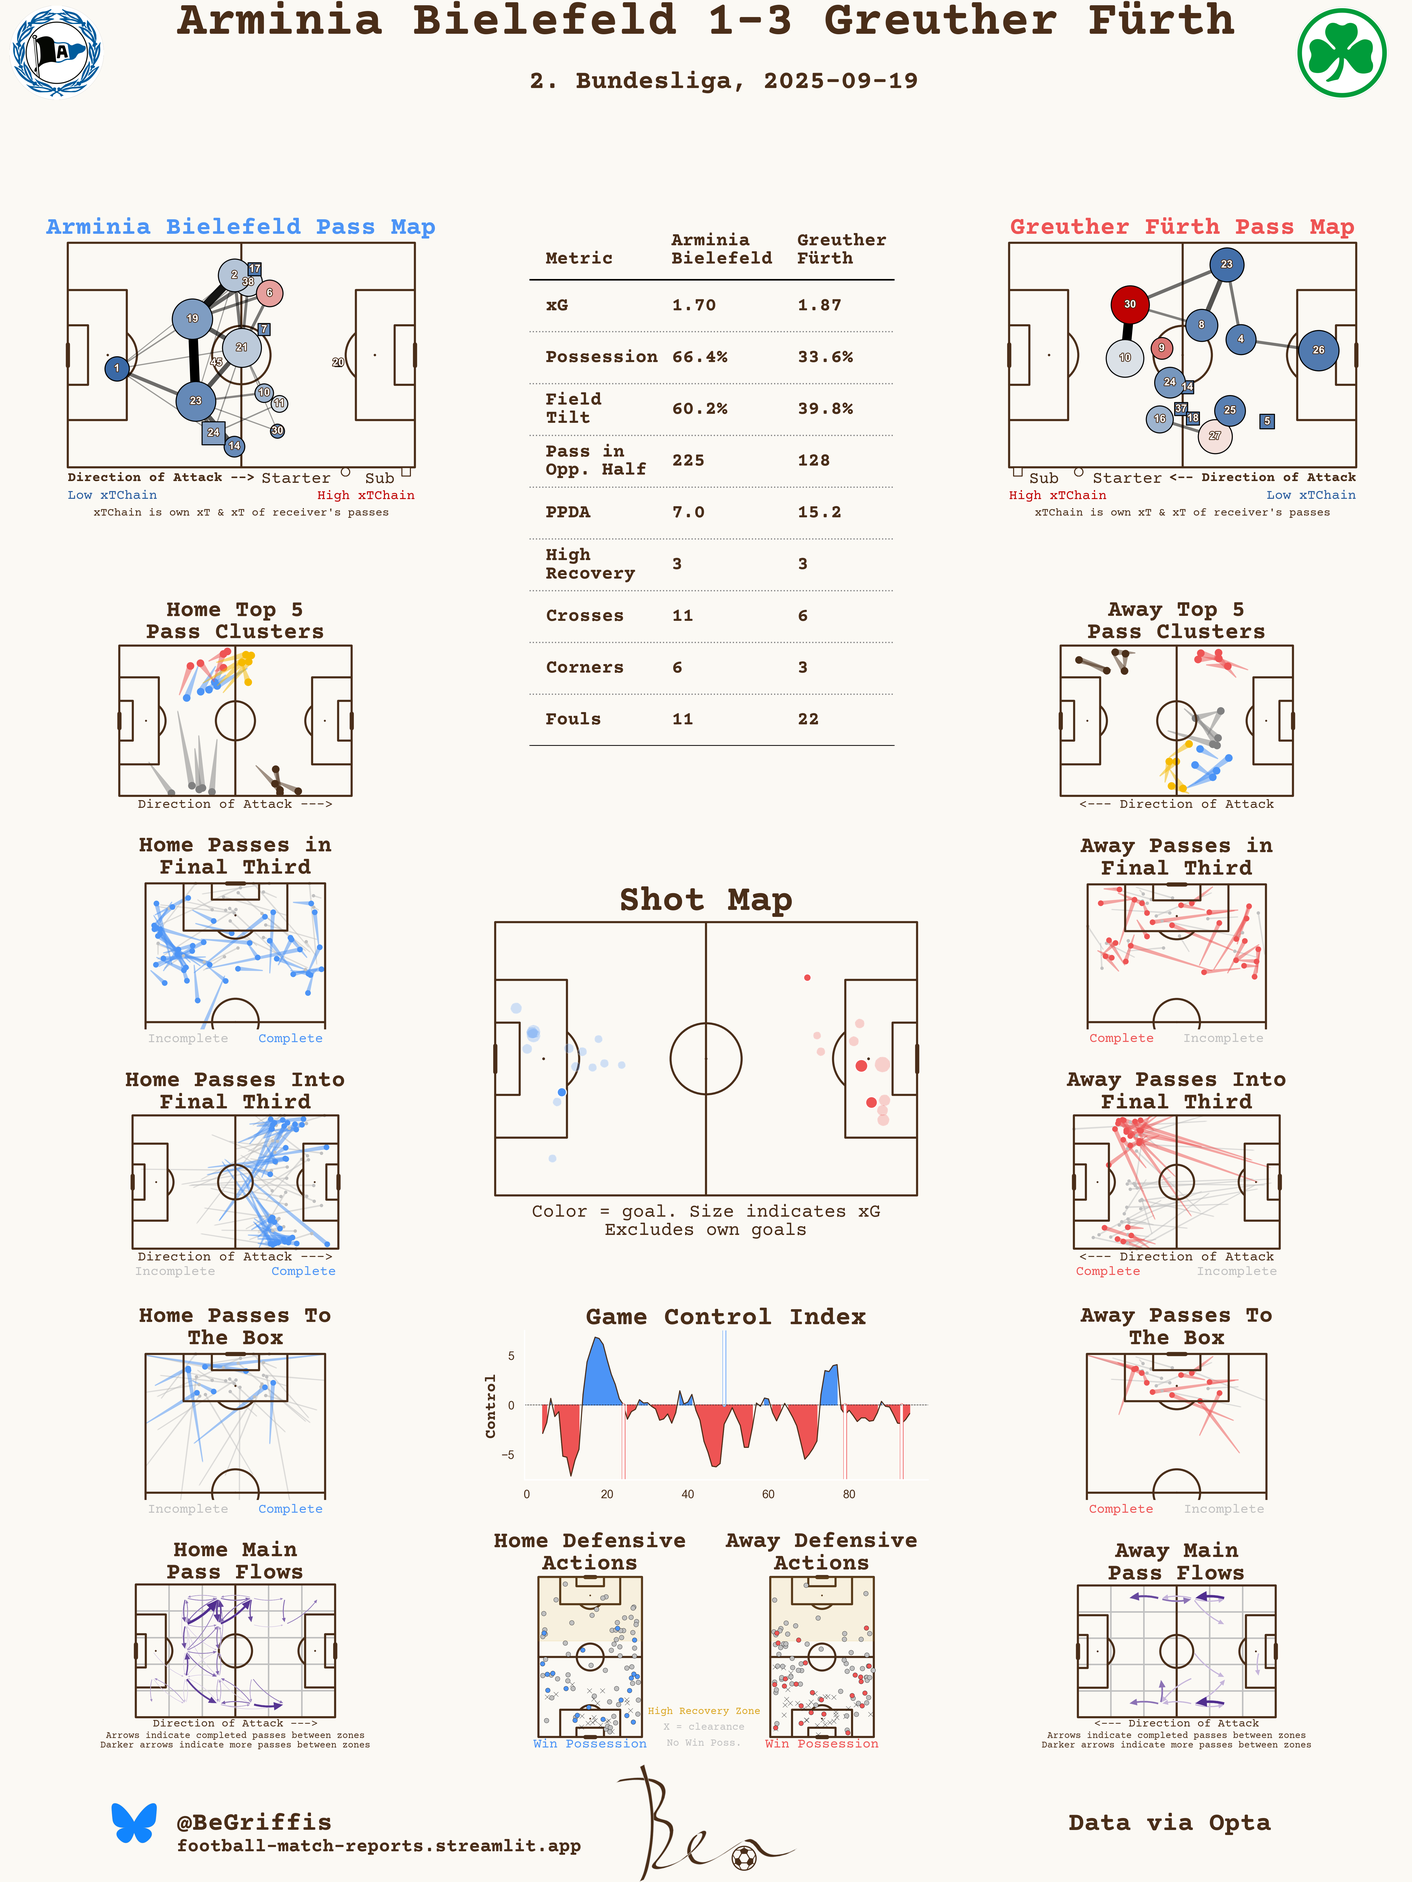 Arminia Bielefeld 1-3 Greuther Fürth
2. Bundesliga, 2025-09-19
A
Arminia Bielefeld Pass Map
2
17
38
6
19
7
21
45
20
1
10
11
23
30
24
14
Direction of Attack --> Starter Sub
Low xTChain High xTChain
xTChain is own xT & xT of receiver's passes
Metric Arminia Bielefeld Greuther Fürth
xG 1.70 1.87
Possession 66.4% 33.6%
Field Tilt 60.2% 39.8%
Pass in Opp. Half 225 128
PPDA 7.0 15.2
High Recovery 3 3
Crosses 11 6
Corners 6 3
Fouls 11 22
Greuther Fürth Pass Map
23
30
8
4
9
10
26
24
14
37
18
16
25
5
27
Sub Starter <-- Direction of Attack
High xTChain Low xTChain
xTChain is own xT & xT of receiver's passes
Home Top 5
Pass Clusters
Direction of Attack --->
Away Top 5
Pass Clusters
<--- Direction of Attack
Home Passes in
Final Third
Incomplete Complete
Away Passes in
Final Third
Complete Incomplete
Shot Map
Color = goal. Size indicates xG
Excludes own goals
Home Passes Into
Final Third
Direction of Attack --->
Incomplete Complete
Away Passes Into
Final Third
<--- Direction of Attack
Complete Incomplete
Home Passes To
The Box
Incomplete Complete
Game Control Index
Control
5
0
−5
0 20 40 60 80
Away Passes To
The Box
Complete Incomplete
Home Main
Pass Flows
Direction of Attack --->
Arrows indicate completed passes between zones
Darker arrows indicate more passes between zones
Home Defensive
Actions
Win Possession
Away Defensive
Actions
Win Possession
High Recovery Zone
X = clearance
No Win Poss.
Away Main
Pass Flows
<--- Direction of Attack
Arrows indicate completed passes between zones
Darker arrows indicate more passes between zones
@BeGriffis
football-match-reports.streamlit.app
Ben
Data via Opta